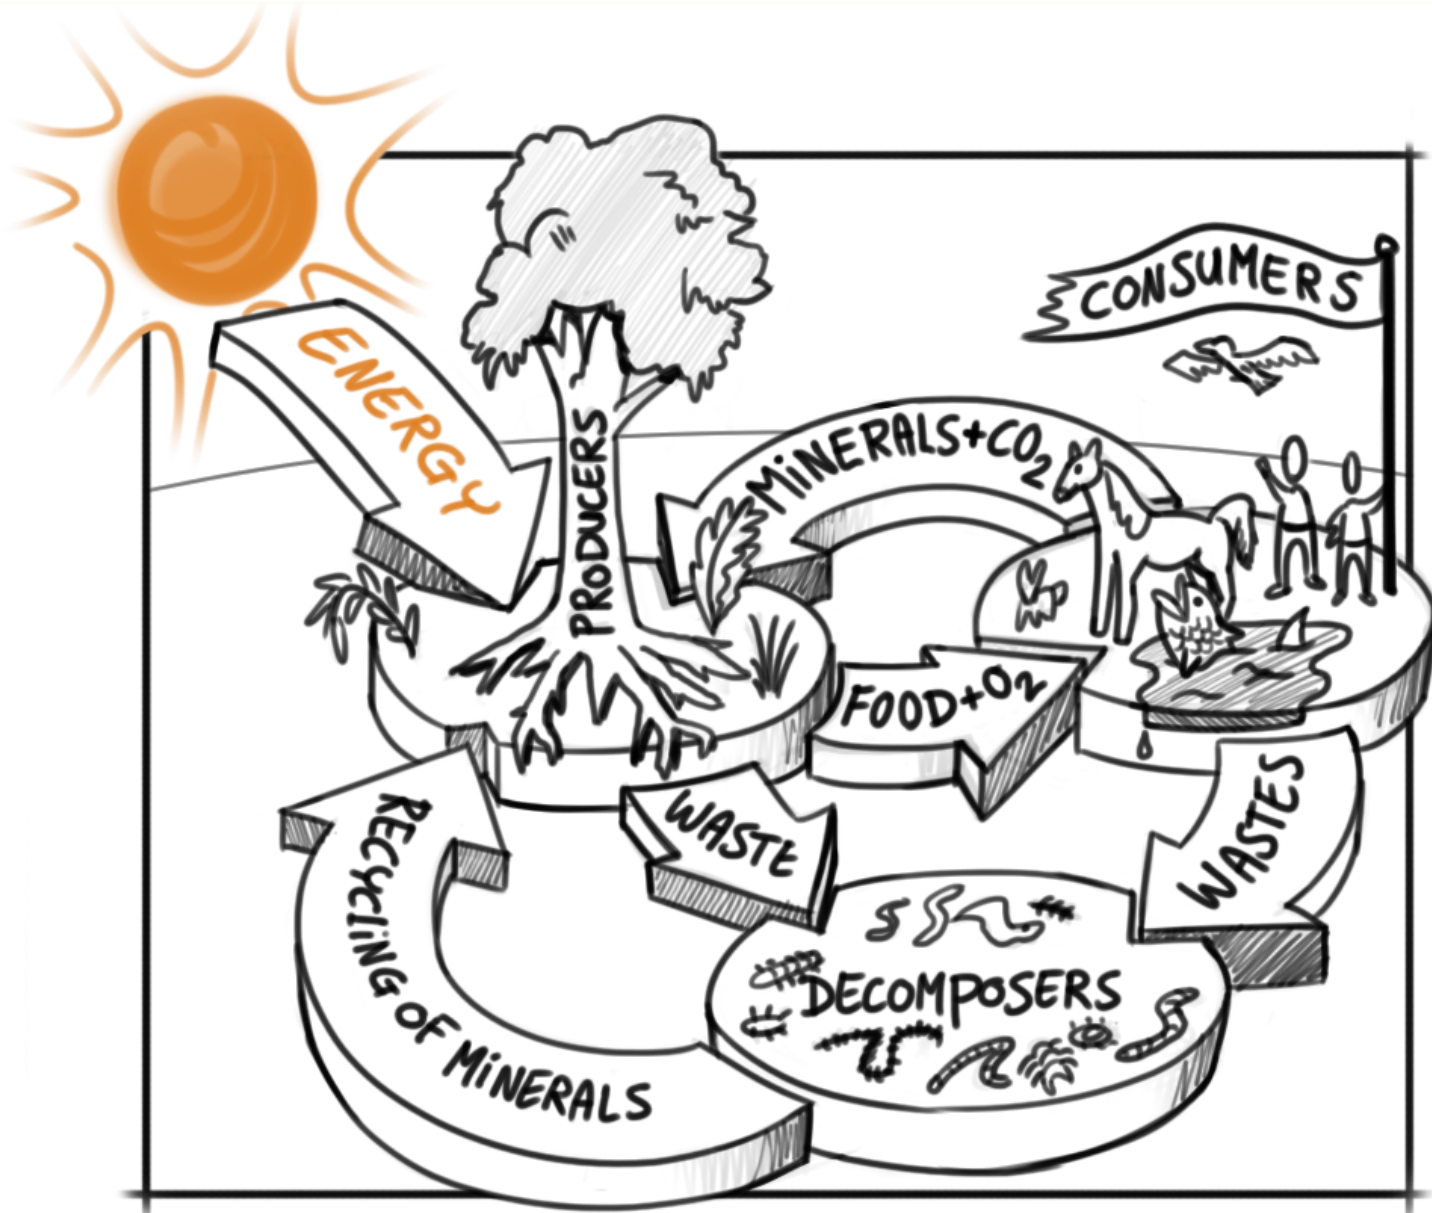 CONSUMERS
ENERGY
PRODUCERS
MINERALS+CO2
FOOD+O2
WASTE
WASTES
DECOMPOSERS
RECYCLING OF MINERALS